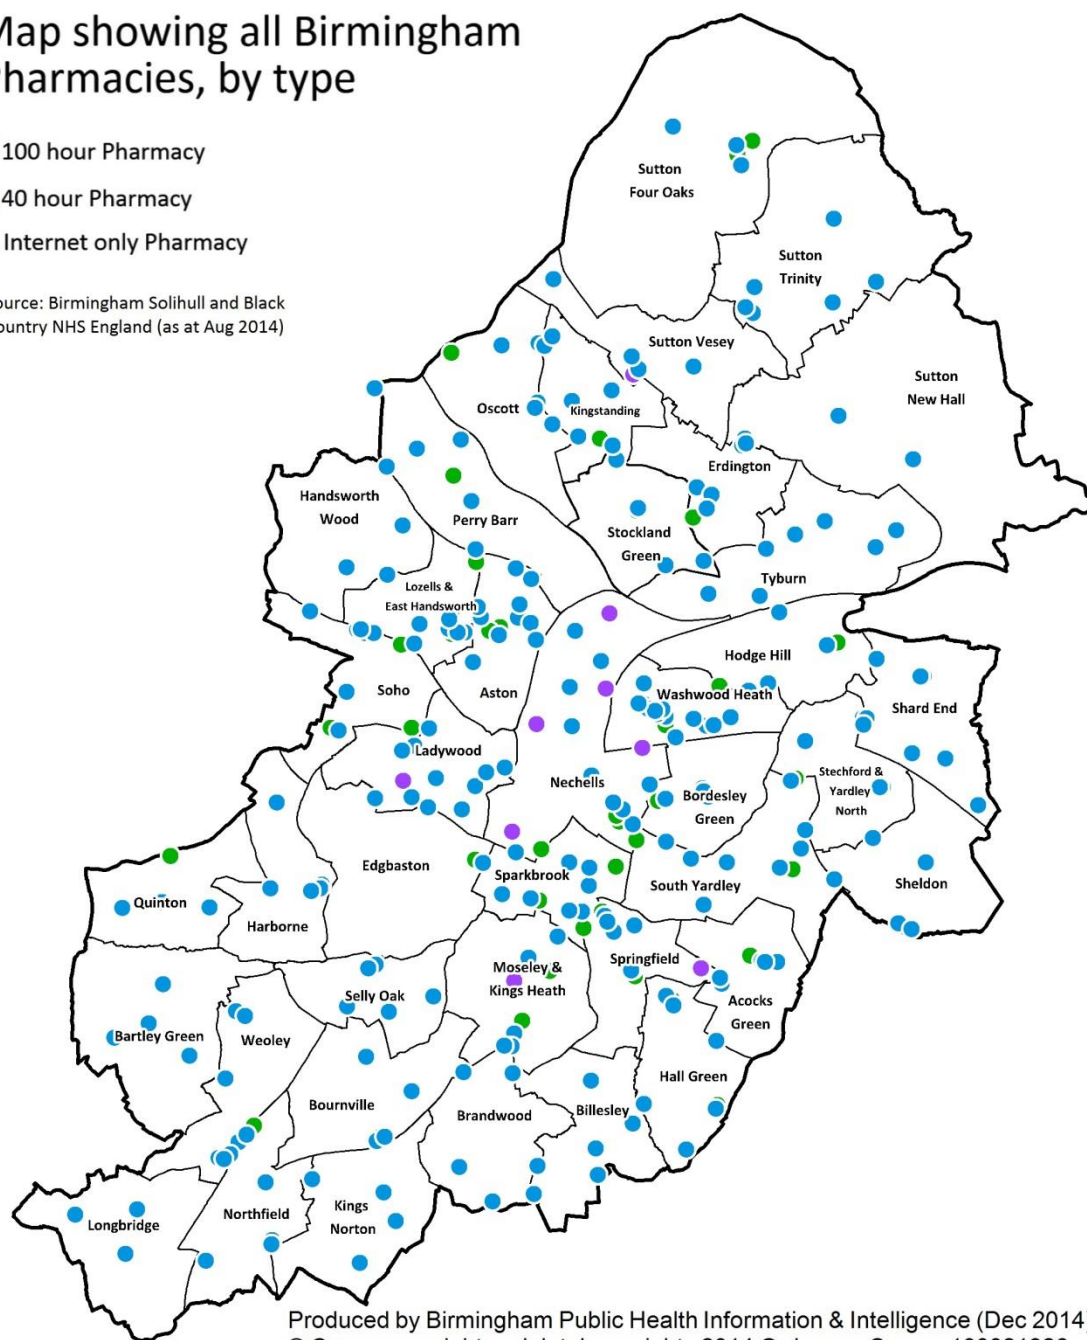 Map showing all Birmingham
Pharmacies, by type
100 hour Pharmacy
40 hour Pharmacy
Internet only Pharmacy
ource: Birmingham Solihull and Black
ountry NHS England (as at Aug 2014)
Sutton
Four Oaks
Sutton
Trinity
Sutton Vesey
Sutton
New Hall
Oscott
Kingstanding
Erdington
Handsworth
Wood
Perry Barr
Stockland
Green
Tyburn
Lozells &
East Handsworth
Hodge Hill
Soho
Aston
Washwood Heath
Shard End
Ladywood
Nechells
Stechford &
Yardley
North
Bordesley
Green
Edgbaston
Sparkbrook
South Yardley
Sheldon
Quinton
Harborne
Springfield
Moseley &
Kings Heath
Selly Oak
Acocks
Green
Bartley Green
Weoley
Hall Green
Bournville
Brandwood
Billesley
Longbridge
Northfield
Kings
Norton
Produced by Birmingham Public Health Information & Intelligence (Dec 2014